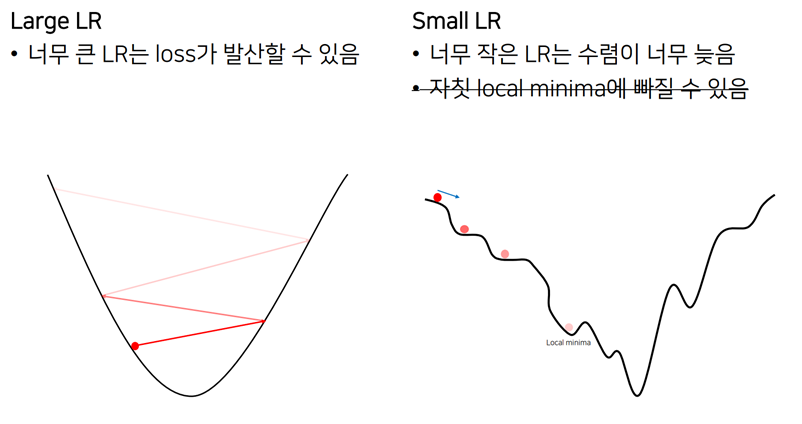 Large LR
• 너무 큰 LR는 loss가 발산할 수 있음
Small LR
• 너무 작은 LR는 수렴이 너무 늦음
• 자칫 local minima에 빠질 수 있음
Local minima